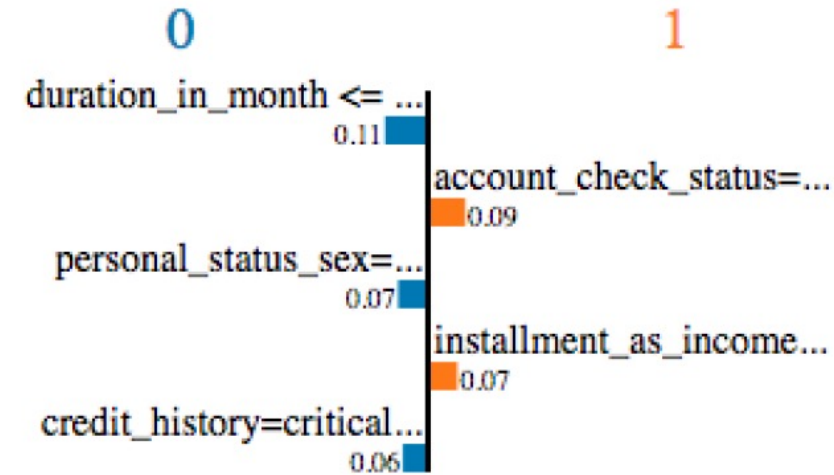 0 1
duration_in_month <= ...
0.11
account_check_status=...
0.09
personal_status_sex=...
0.07
installment_as_income...
0.07
credit_history=critical...
0.06